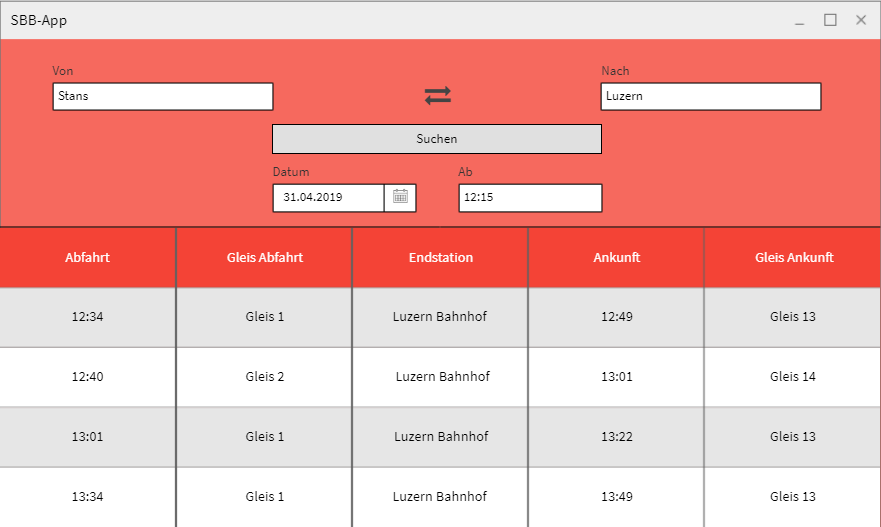 SBB-App
Von
Nach
Stans
Luzern
Suchen
Datum
Ab
31.04.2019
12:15
Abfahrt Gleis Abfahrt Endstation Ankunft Gleis Ankunft
12:34 Gleis 1 Luzern Bahnhof 12:49 Gleis 13
12:40 Gleis 2 Luzern Bahnhof 13:01 Gleis 14
13:01 Gleis 1 Luzern Bahnhof 13:22 Gleis 13
13:34 Gleis 1 Luzern Bahnhof 13:49 Gleis 13